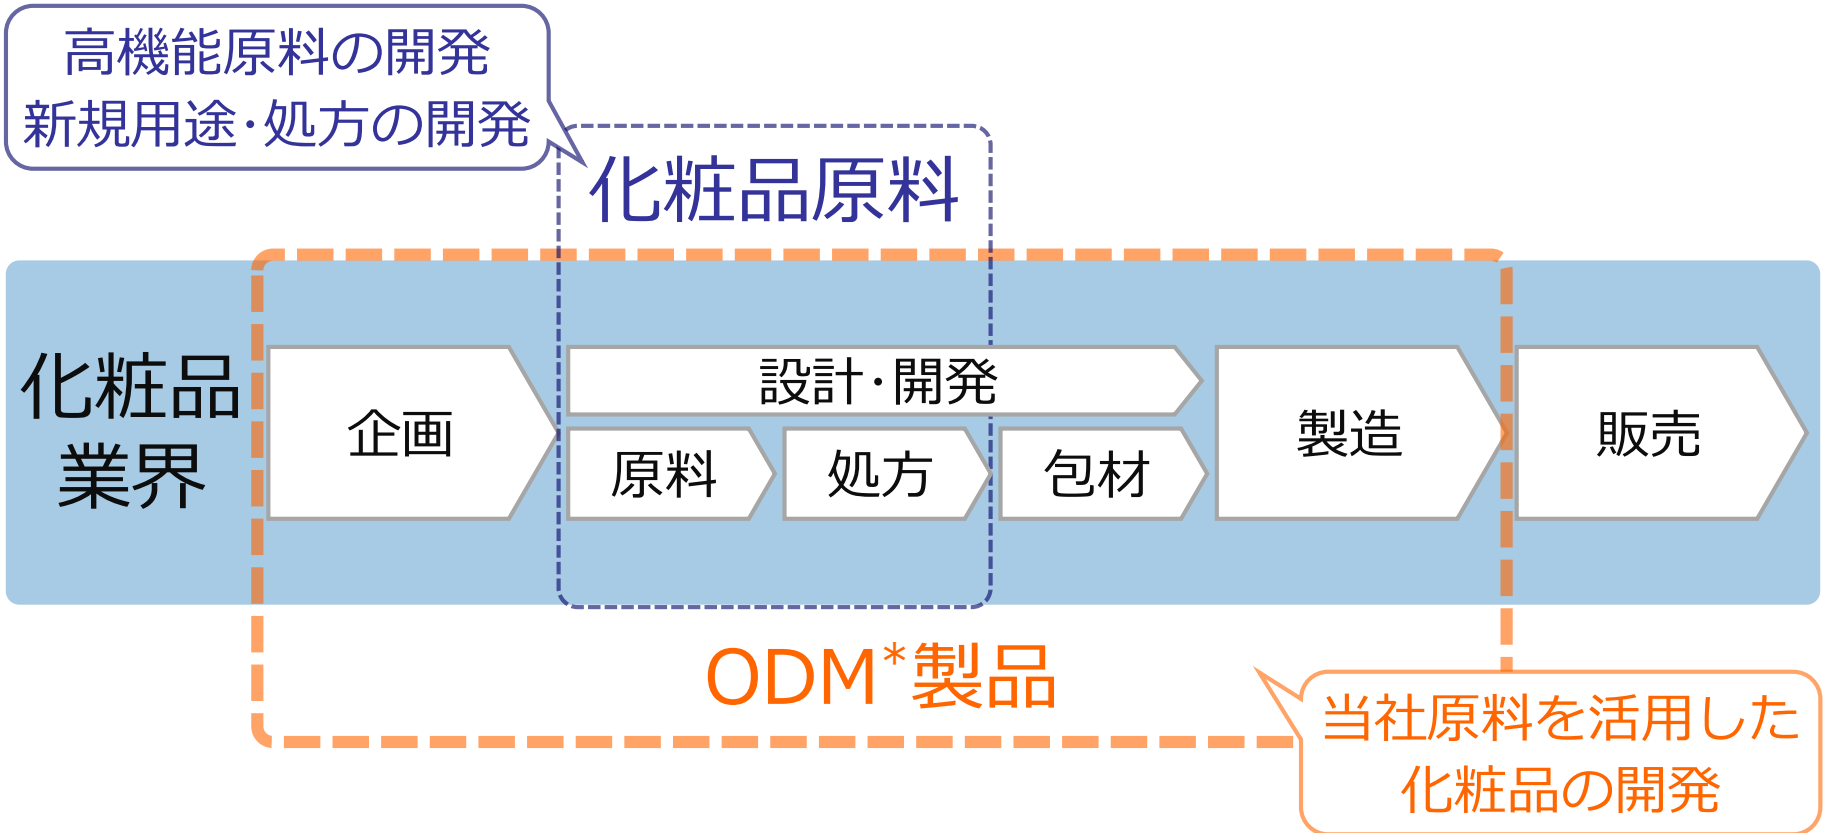 高機能原料の開発
新規用途･処方の開発
化粧品原料
化粧品
業界
企画
設計･開発
原料
処方
包材
製造
販売
ODM*製品
当社原料を活用した
化粧品の開発